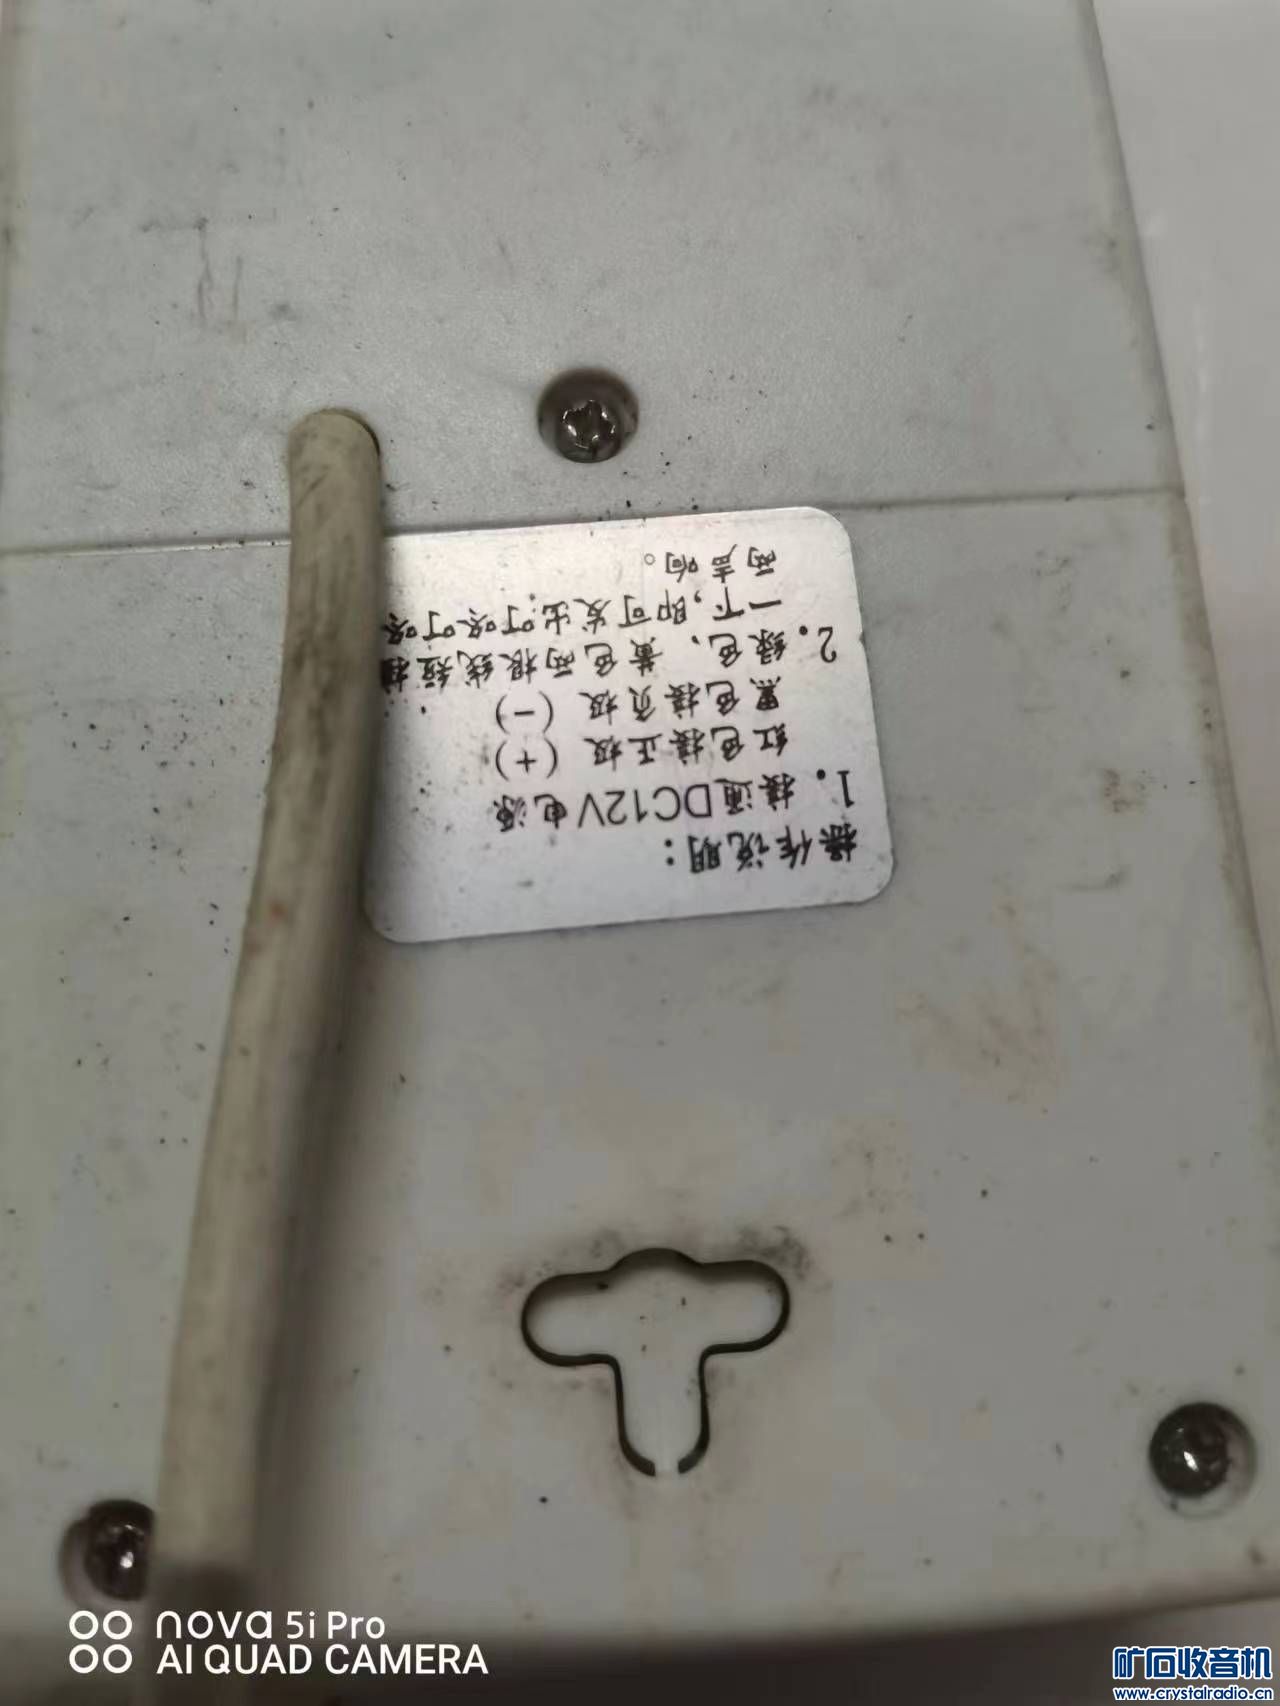 操作说明：
1. 接通DC12V电源
红色接正极 (+)
黑色接负极 (-)
2. 绿色、黄色两根线短接
一下,即可发出叮咚叮咚
两声响。
nova 5i Pro
AI QUAD CAMERA
矿石收音机
www.crystalradio.cn